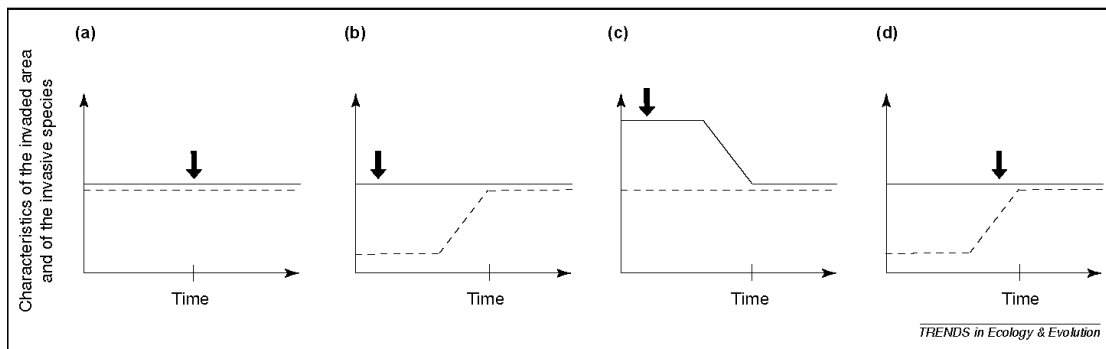 Characteristics of the invaded area
and of the invasive species
(a)
(b)
(c)
(d)
Time
Time
Time
Time
TRENDS in Ecology & Evolution